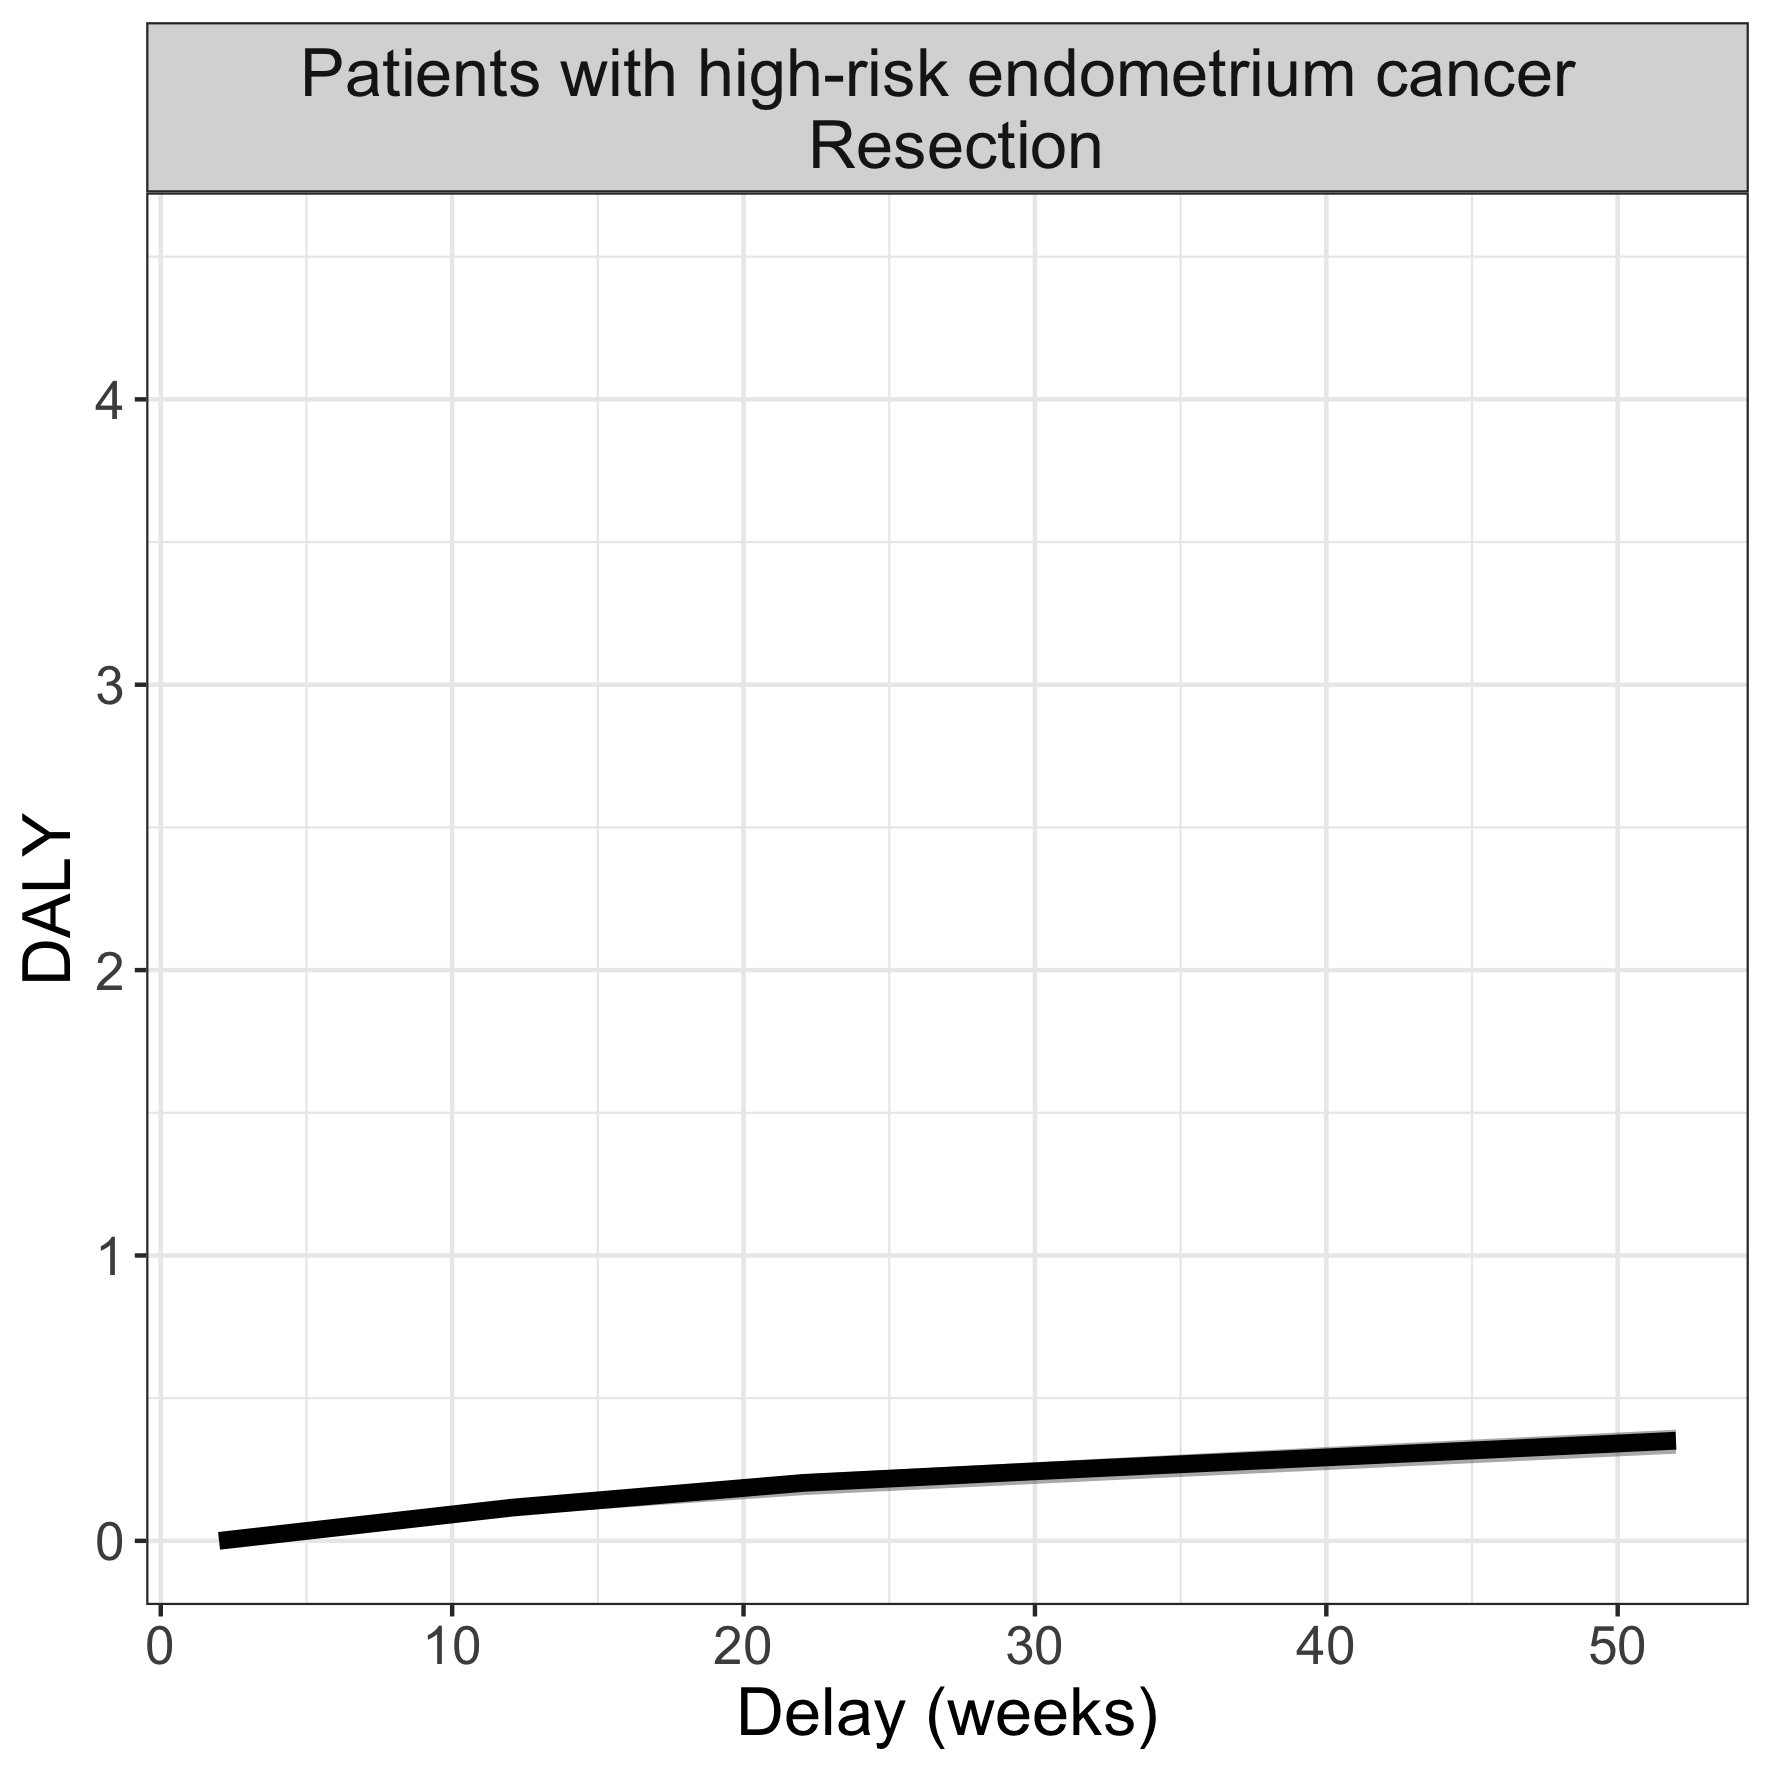 Patients with high-risk endometrium cancer
Resection
4
3
2
1
0
DALY
0 10 20 30 40 50
Delay (weeks)